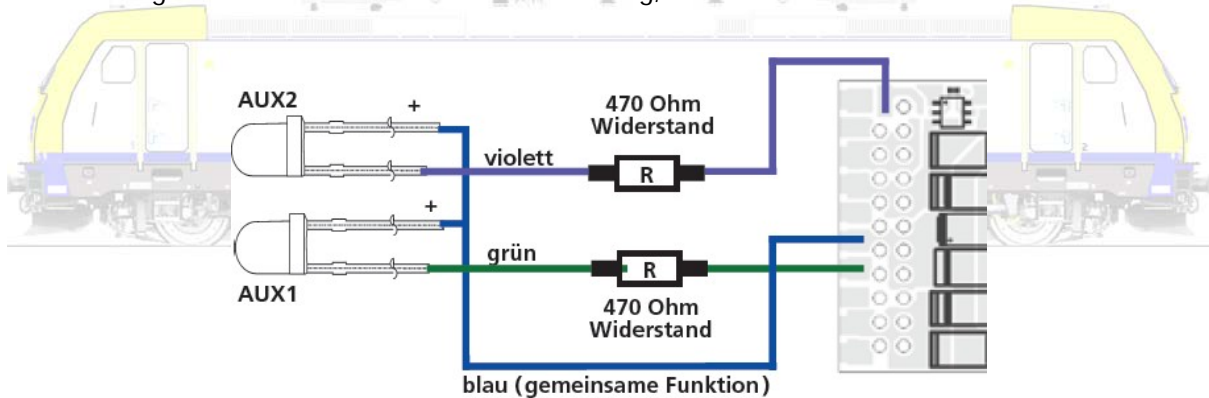 AUX2
+
470 Ohm
Widerstand
violett
R
+
grün
R
AUX1
470 Ohm
Widerstand
blau (gemeinsame Funktion)